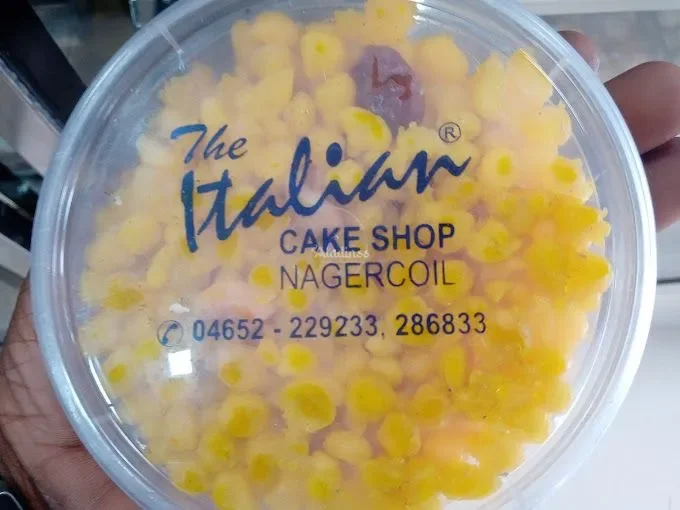 The
Italian®
CAKE SHOP
NAGERCOIL
04652 - 229233, 286833